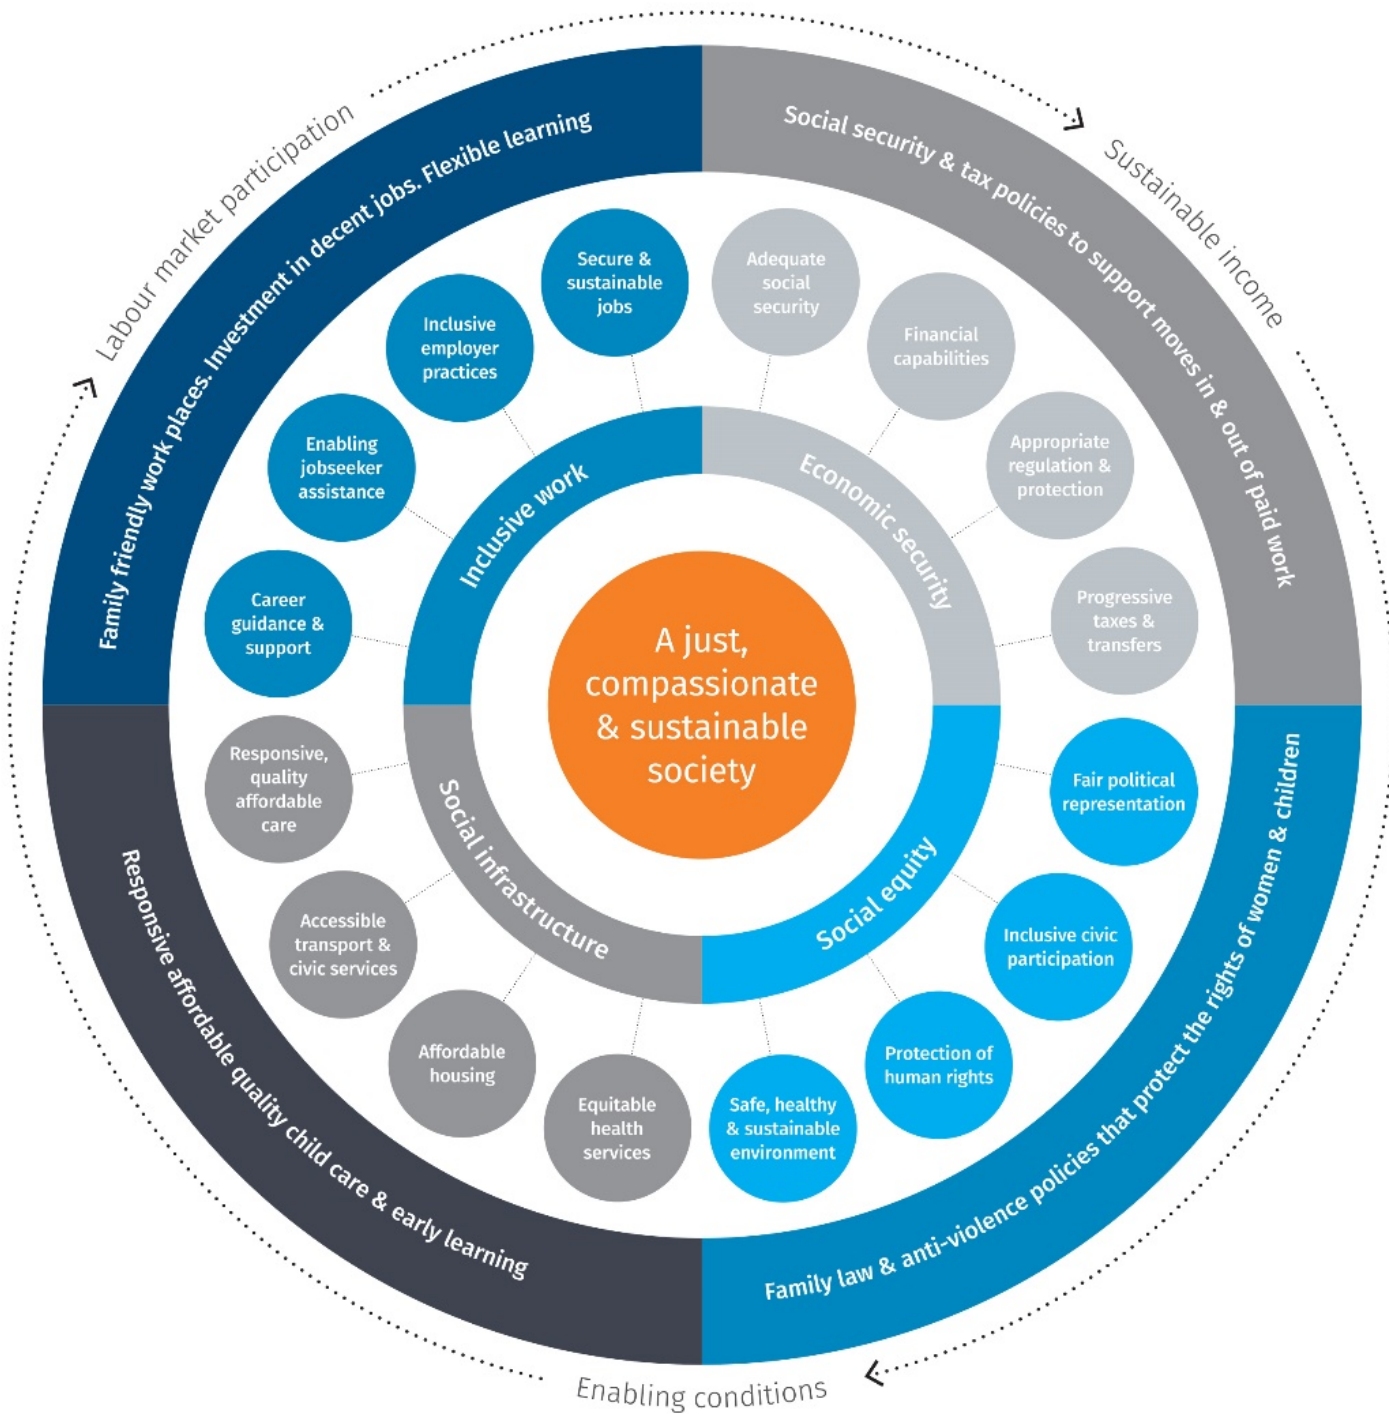 Labour market participation
Sustainable income
Enabling conditions
Family friendly work places. Investment in decent jobs. Flexible learning
Social security & tax policies to support moves in & out of paid work
Family law & anti-violence policies that protect the rights of women & children
Responsive affordable quality child care & early learning
Secure &
sustainable
jobs
Inclusive
employer
practices
Enabling
jobseeker
assistance
Career
guidance &
support
Adequate
social
security
Financial
capabilities
Appropriate
regulation &
protection
Progressive
taxes &
transfers
Fair political
representation
Inclusive civic
participation
Protection of
human rights
Safe, healthy
& sustainable
environment
Equitable
health
services
Affordable
housing
Accessible
transport &
civic services
Responsive,
quality
affordable
care
Inclusive work
Economic security
Social equity
Social infrastructure
A just,
compassionate
& sustainable
society